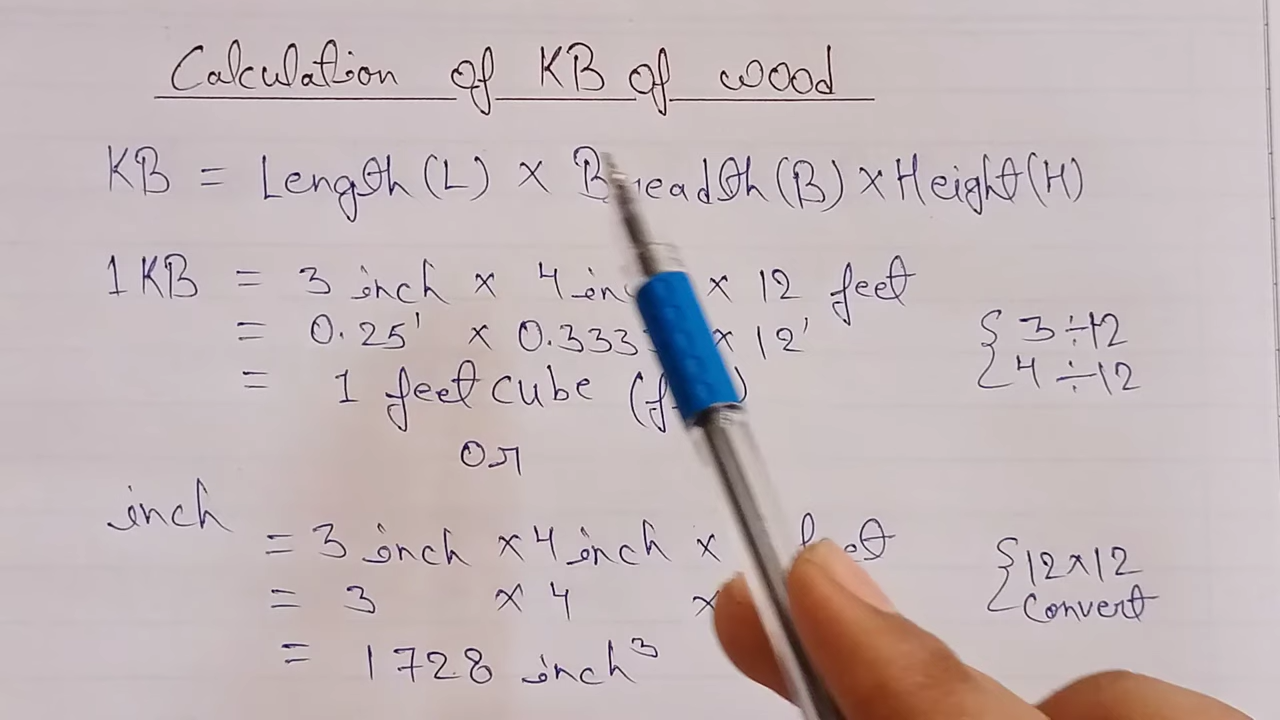 Calculation of KB of wood
KB = Length(L) × Breadth(B) × Height(H)
1KB = 3 inch × 4 × 12 feet
= 0.25' × 0.333 × 12'
{ 3÷12
4÷12
= 1 feet cube
or
inch
= 3 inch × 4 inch ×
{ 12×12
Convert
= 3 × 4 ×
= 1728 inch³